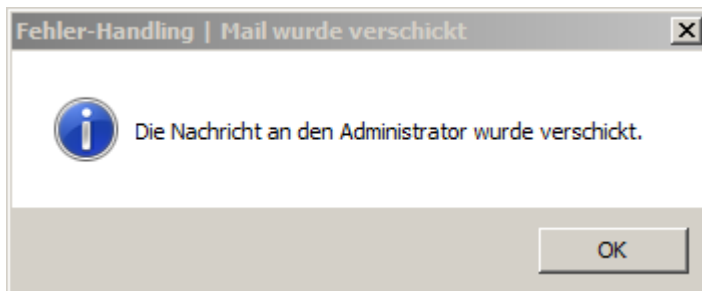 Fehler-Handling | Mail wurde verschickt
Die Nachricht an den Administrator wurde verschickt.
OK